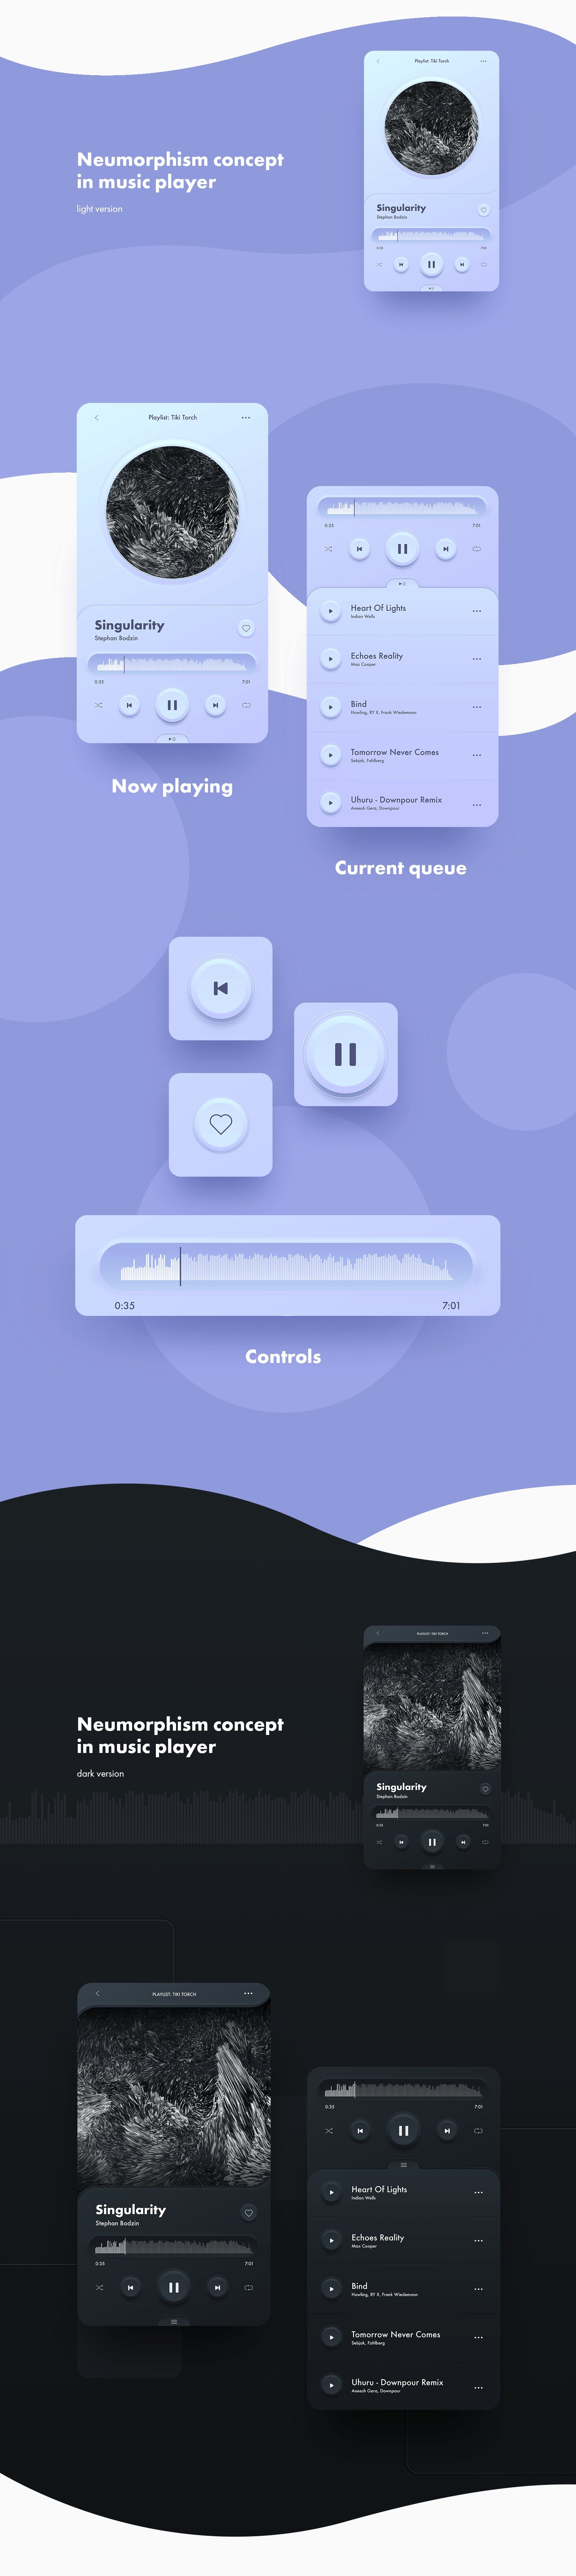 Playlist: Tiki Torch
Neumorphism concept
in music player
light version
Singularity
Stephan Bodzin
0:35
7:01
Playlist: Tiki Torch
Singularity
Stephan Bodzin
0:35
7:01
Now playing
0:35
7:01
Heart Of Lights
Indian Wells
Echoes Reality
Max Cooper
Bind
Howling, RY X, Frank Wiedemann
Tomorrow Never Comes
Sebjak, Fahlberg
Uhuru - Downpour Remix
Aneesh Gera, Downpour
Current queue
0:35
7:01
Controls
PLAYLIST: TIKI TORCH
Neumorphism concept
in music player
dark version
Singularity
Stephan Bodzin
0:35
7:01
PLAYLIST: TIKI TORCH
Singularity
Stephan Bodzin
0:35
7:01
0:35
7:01
Heart Of Lights
Indian Wells
Echoes Reality
Max Cooper
Bind
Howling, RY X, Frank Wiedemann
Tomorrow Never Comes
Sebjak, Fahlberg
Uhuru - Downpour Remix
Aneesh Gera, Downpour